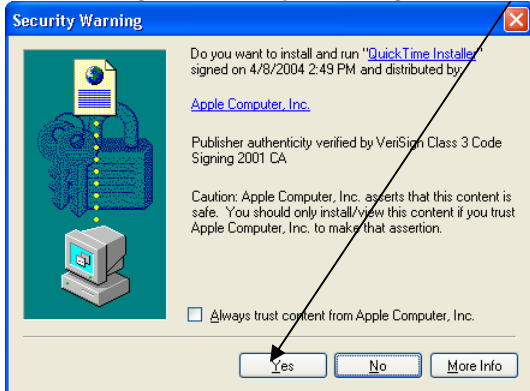 Security Warning
Do you want to install and run "QuickTime Installer"
signed on 4/8/2004 2:49 PM and distributed by:
Apple Computer, Inc.
Publisher authenticity verified by VeriSign Class 3 Code
Signing 2001 CA
Caution: Apple Computer, Inc. asserts that this content is
safe. You should only install/view this content if you trust
Apple Computer, Inc. to make that assertion.
Always trust content from Apple Computer, Inc.
Yes No More Info